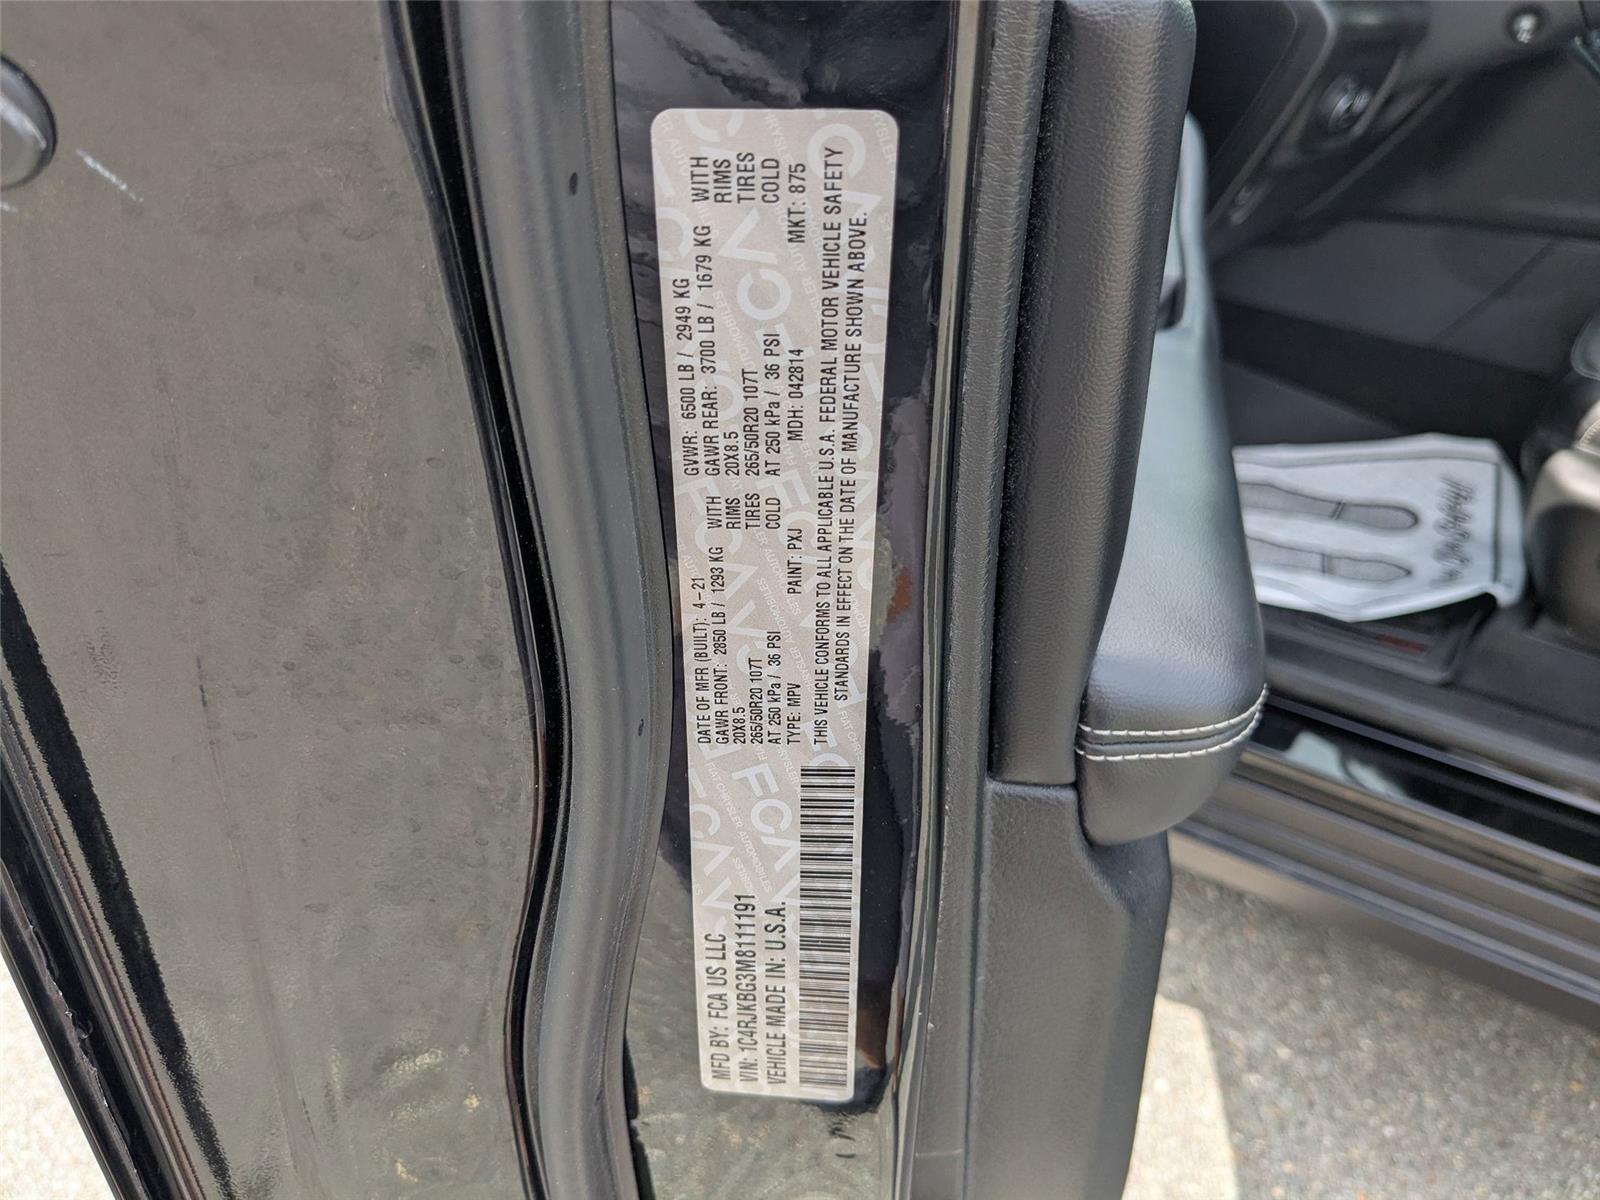 MFD BY: FCA US LLC
VIN: 1C4RJKBG3M8111191
VEHICLE MADE IN: U.S.A.
DATE OF MFR (BUILT): 4-21 GVWR: 6500 LB / 2949 KG
GAWR FRONT: 2850 LB / 1293 KG WITH GAWR REAR: 3700 LB / 1679 KG WITH
20X8.5 RIMS 20X8.5 RIMS
265/50R20 107T TIRES 265/50R20 107T TIRES
AT 250 kPa / 36 PSI COLD AT 250 kPa / 36 PSI COLD
TYPE: MPV PAINT: PXJ MDH: 042814 MKT: 875
THIS VEHICLE CONFORMS TO ALL APPLICABLE U.S.A. FEDERAL MOTOR VEHICLE SAFETY
STANDARDS IN EFFECT ON THE DATE OF MANUFACTURE SHOWN ABOVE.